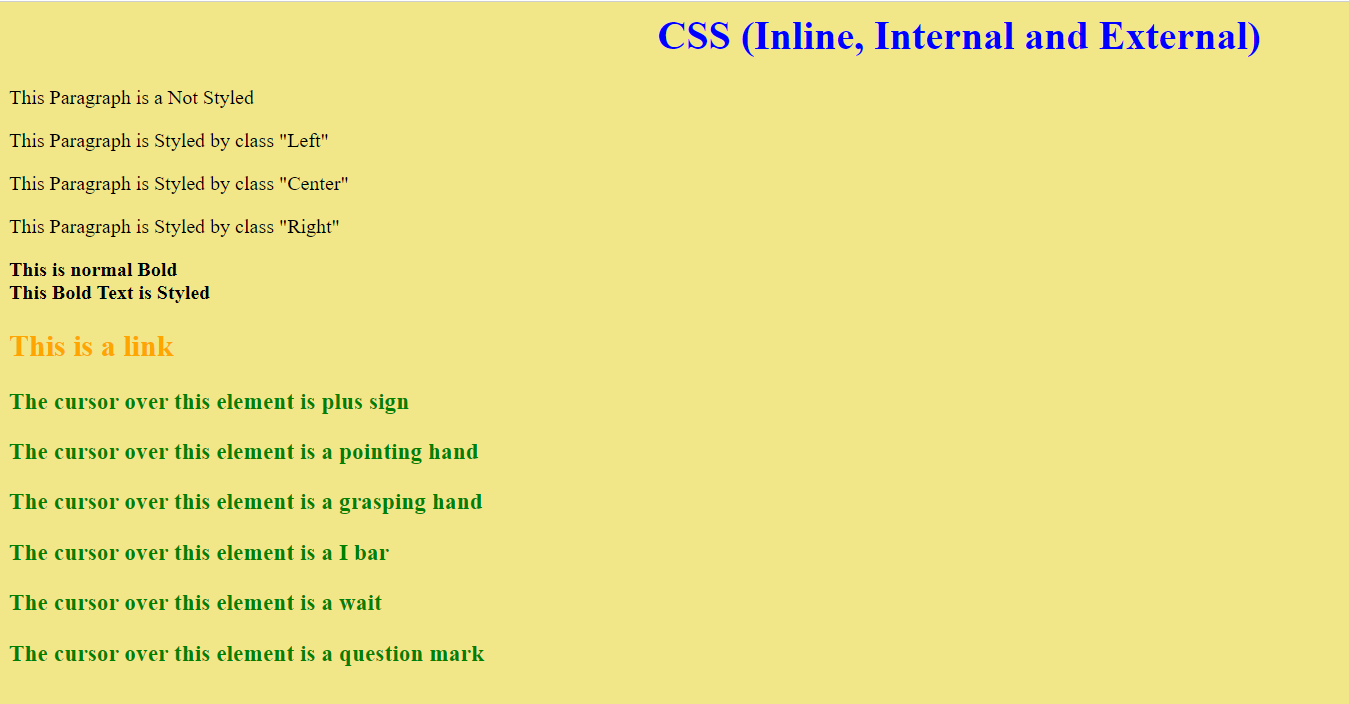 CSS (Inline, Internal and External)
This Paragraph is a Not Styled
This Paragraph is Styled by class "Left"
This Paragraph is Styled by class "Center"
This Paragraph is Styled by class "Right"
This is normal Bold
This Bold Text is Styled
This is a link
The cursor over this element is plus sign
The cursor over this element is a pointing hand
The cursor over this element is a grasping hand
The cursor over this element is a I bar
The cursor over this element is a wait
The cursor over this element is a question mark